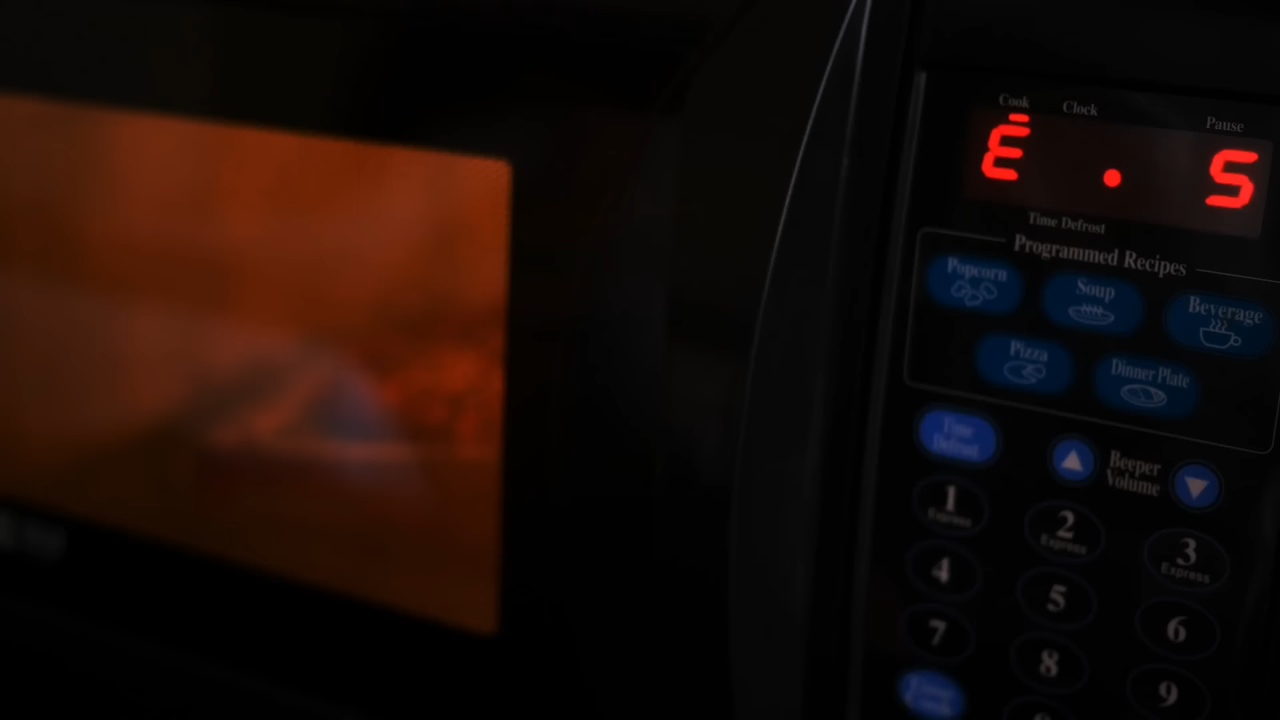 Cook Clock Pause
E . 5
Time Defrost
Programmed Recipes
Popcorn Soup Beverage
Pizza Dinner Plate
Time Defrost
Beeper Volume
1 Express 2 Express 3 Express
4 5 6
7 8 9